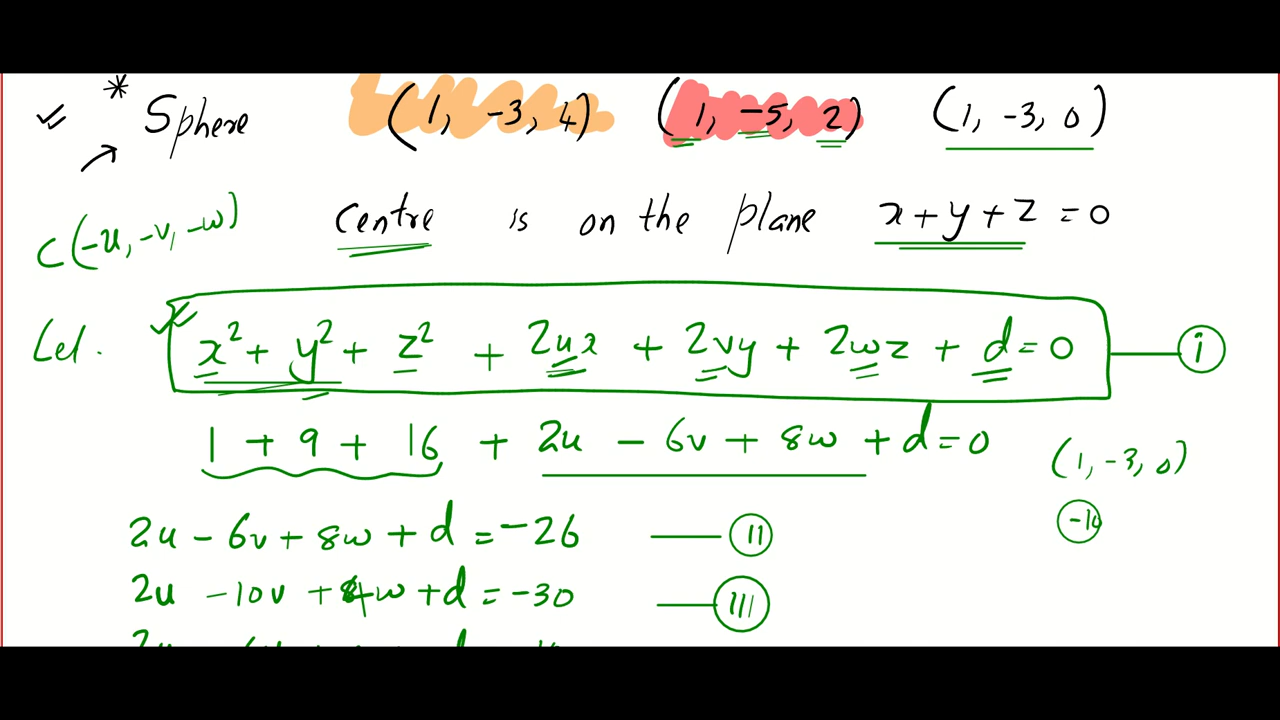 * Sphere (1, -3, 4) (1, -5, 2) (1, -3, 0)
C(-u, -v, -w) Centre is on the plane x+y+z=0
Let. x² + y² + z² + 2ux + 2vy + 2wz + d = 0 — i
1 + 9 + 16 + 2u - 6v + 8w + d = 0
(1, -3, 0)
2u - 6v + 8w + d = -26 — II
-10
2u - 10v + 4w + d = -30 — III